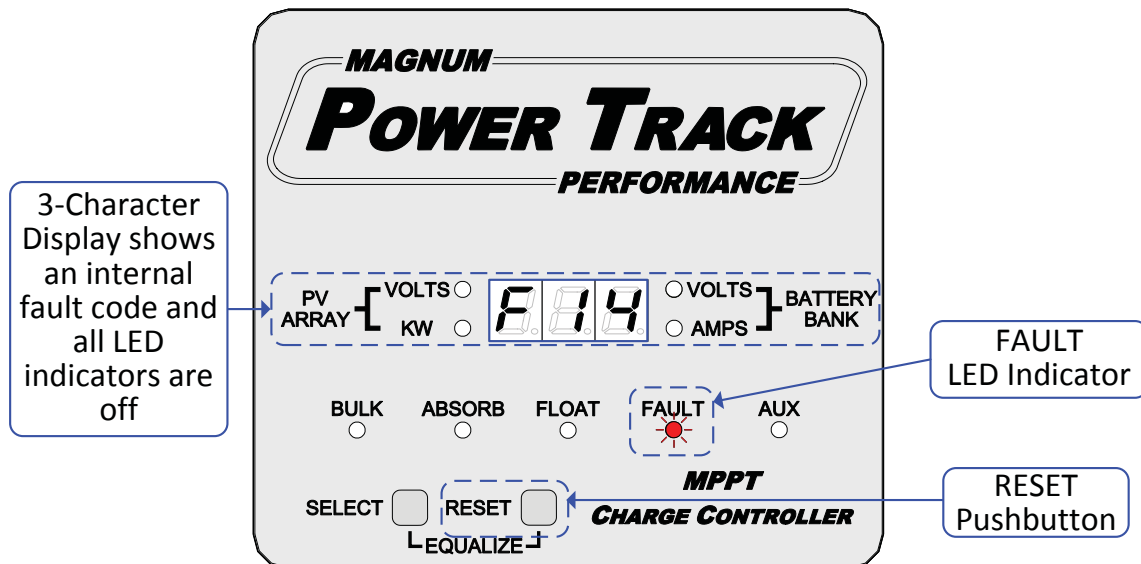 MAGNUM
POWER TRACK
PERFORMANCE
3-Character
Display shows
an internal
fault code and
all LED
indicators are
off
PV
ARRAY
VOLTS
KW
F 14
VOLTS
AMPS
BATTERY
BANK
FAULT
LED Indicator
BULK
ABSORB
FLOAT
FAULT
AUX
SELECT
RESET
EQUALIZE
MPPT
CHARGE CONTROLLER
RESET
Pushbutton